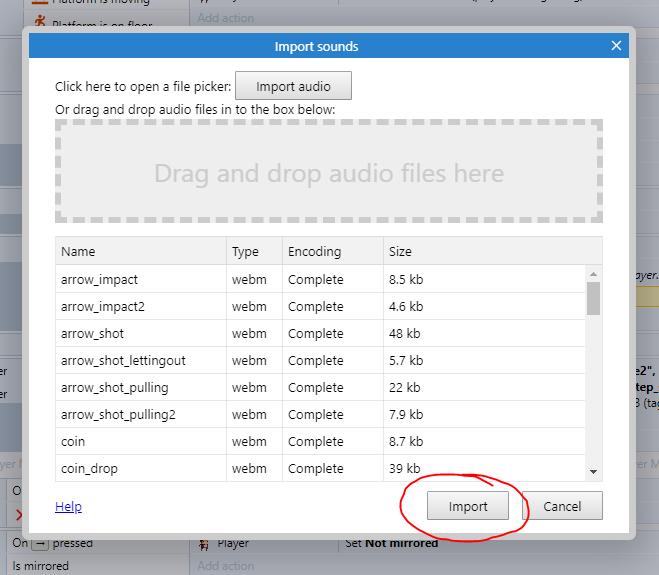 Platform is moving
Platform is on floor
Add action
Import sounds
Click here to open a file picker: Import audio
Or drag and drop audio files in to the box below:
Drag and drop audio files here
Name Type Encoding Size
arrow_impact webm Complete 8.5 kb
arrow_impact2 webm Complete 4.6 kb
arrow_shot webm Complete 48 kb
arrow_shot_lettingout webm Complete 5.7 kb
arrow_shot_pulling webm Complete 22 kb
arrow_shot_pulling2 webm Complete 7.9 kb
coin webm Complete 8.7 kb
coin_drop webm Complete 39 kb
Help Import Cancel
On → pressed Player Set Not mirrored
Is mirrored Add action